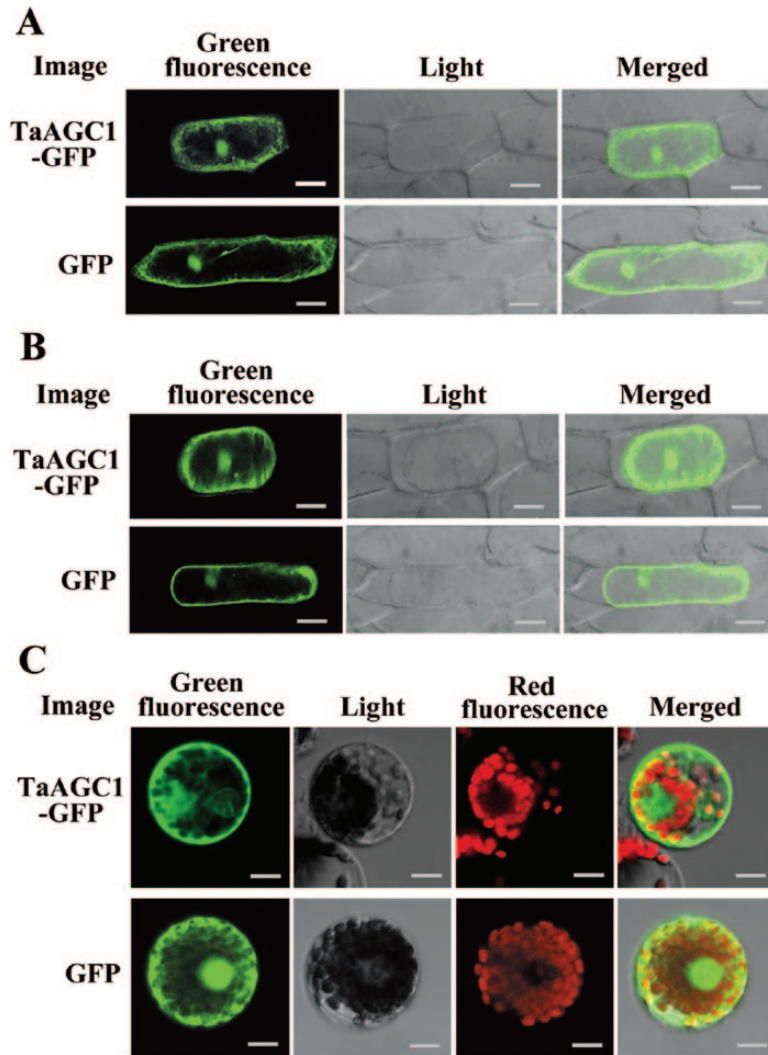 A
Image Green fluorescence Light Merged
TaAGC1
-GFP
GFP
B
Image Green fluorescence Light Merged
TaAGC1
-GFP
GFP
C
Image Green fluorescence Light Red fluorescence Merged
TaAGC1
-GFP
GFP